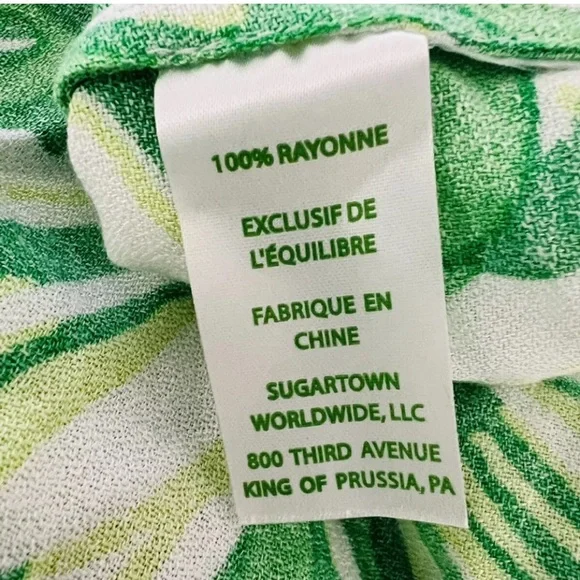 100% RAYONNE
EXCLUSIF DE
L'ÉQUILIBRE
FABRIQUE EN
CHINE
SUGARTOWN
WORLDWIDE, LLC
800 THIRD AVENUE
KING OF PRUSSIA, PA